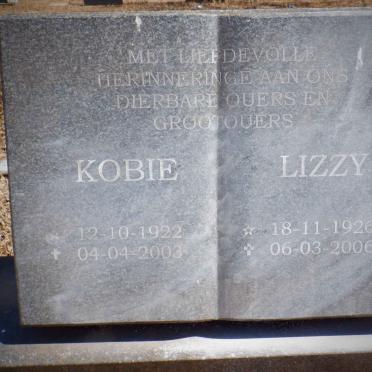 MET LIEFDEVOLLE
HERINNERINGE AAN ONS
DIERBARE OUERS EN
GROOTOUERS
KOBIE
☆ 12-10-1922
✝ 04-04-2003
LIZZY
☆ 18-11-1926
✝ 06-03-2006